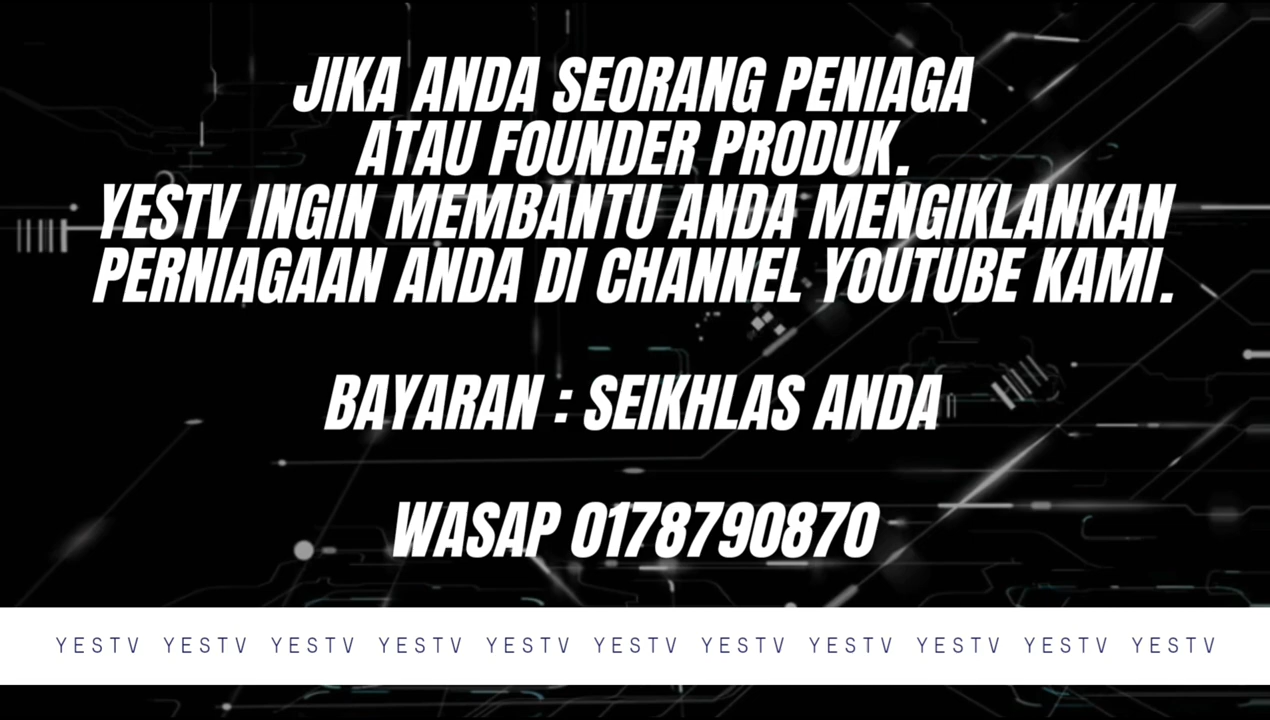 JIKA ANDA SEORANG PENIAGA
ATAU FOUNDER PRODUK.
YESTV INGIN MEMBANTU ANDA MENGIKLANKAN
PERNIAGAAN ANDA DI CHANNEL YOUTUBE KAMI.
BAYARAN : SEIKHLAS ANDA
WASAP 0178790870
YESTV YESTV YESTV YESTV YESTV YESTV YESTV YESTV YESTV YESTV YESTV